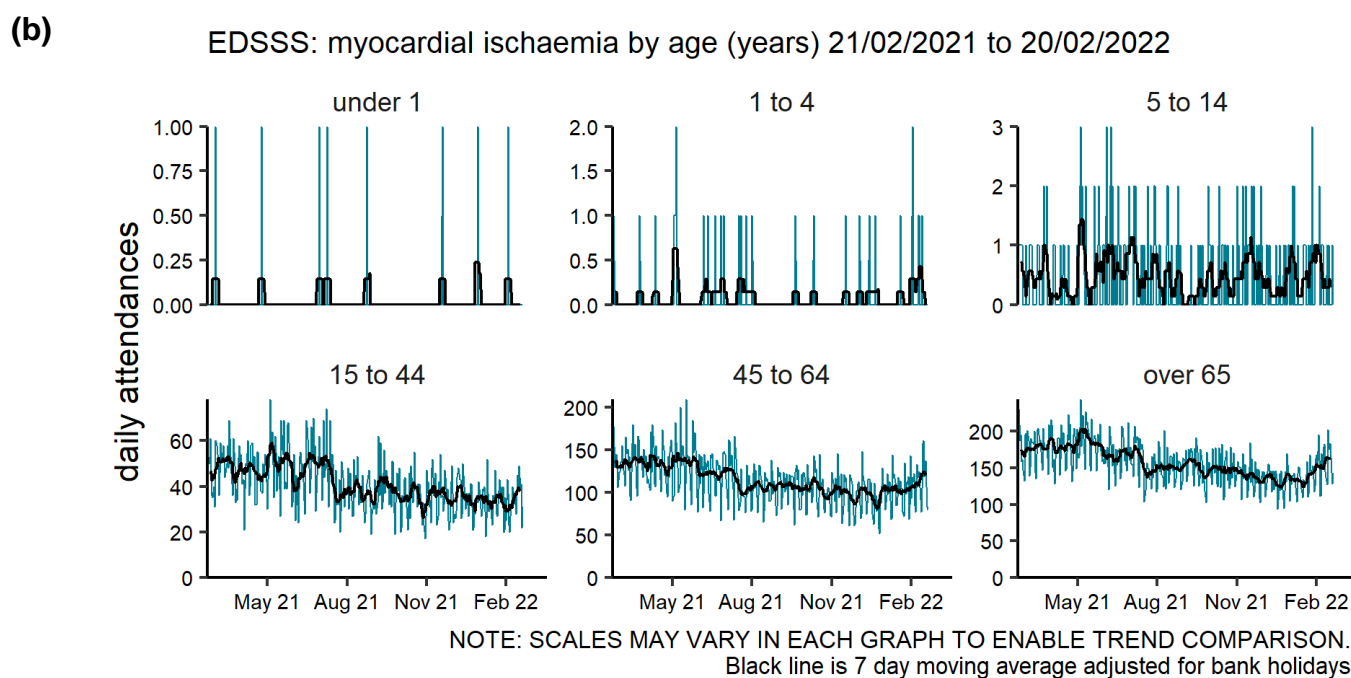 (b)
EDSSS: myocardial ischaemia by age (years) 21/02/2021 to 20/02/2022
daily attendances
under 1
1.00
0.75
0.50
0.25
0.00
1 to 4
2.0
1.5
1.0
0.5
0.0
5 to 14
3
2
1
0
15 to 44
60
40
20
0
May 21 Aug 21 Nov 21 Feb 22
45 to 64
200
150
100
50
0
May 21 Aug 21 Nov 21 Feb 22
over 65
200
150
100
50
0
May 21 Aug 21 Nov 21 Feb 22
NOTE: SCALES MAY VARY IN EACH GRAPH TO ENABLE TREND COMPARISON.
Black line is 7 day moving average adjusted for bank holidays